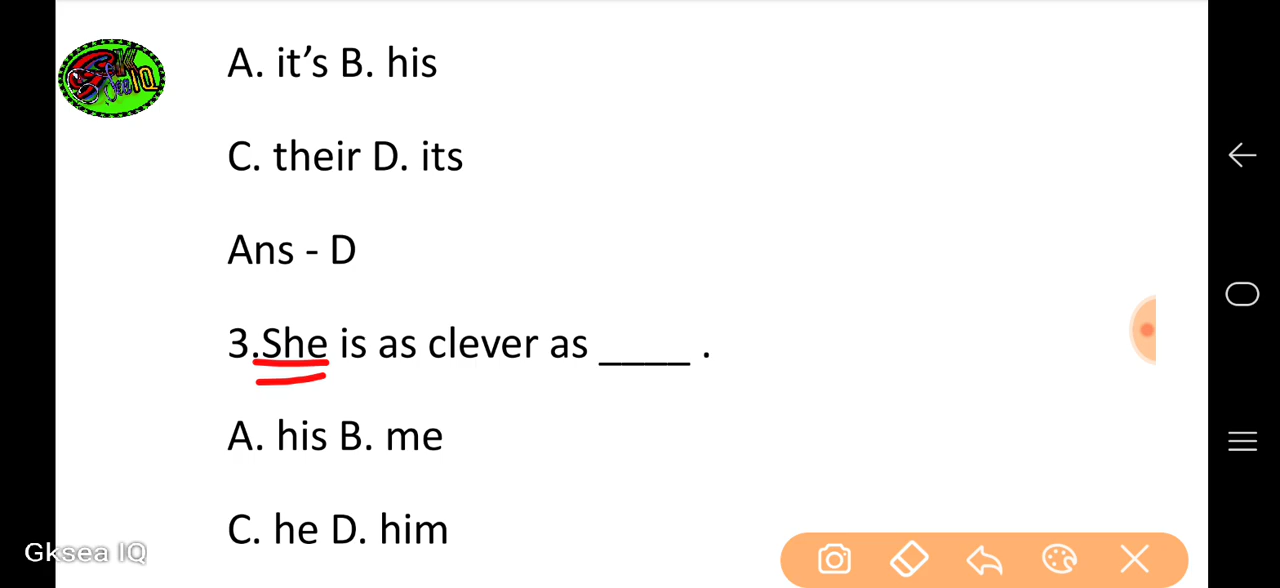 A. it’s B. his
C. their D. its
Ans - D
3.She is as clever as ____ .
A. his B. me
C. he D. him
Gksea IQ